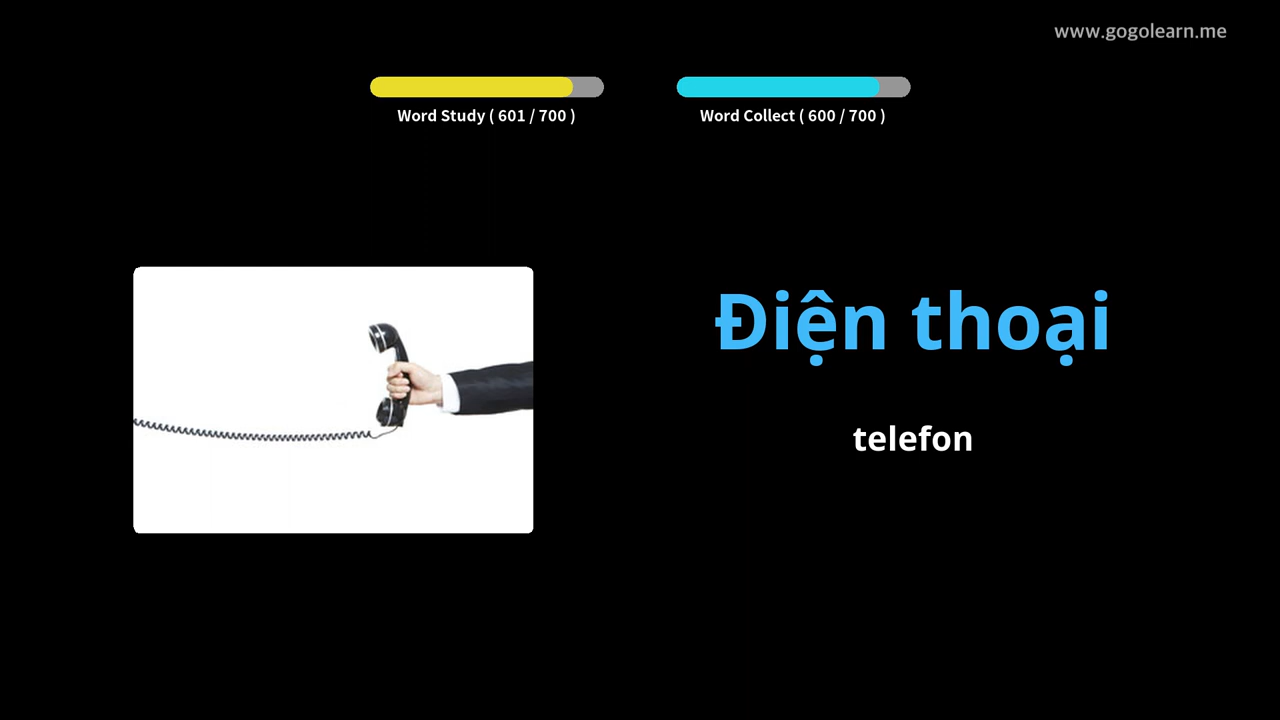 www.gogolearn.me
Word Study ( 601 / 700 )
Word Collect ( 600 / 700 )
Điện thoại
telefon